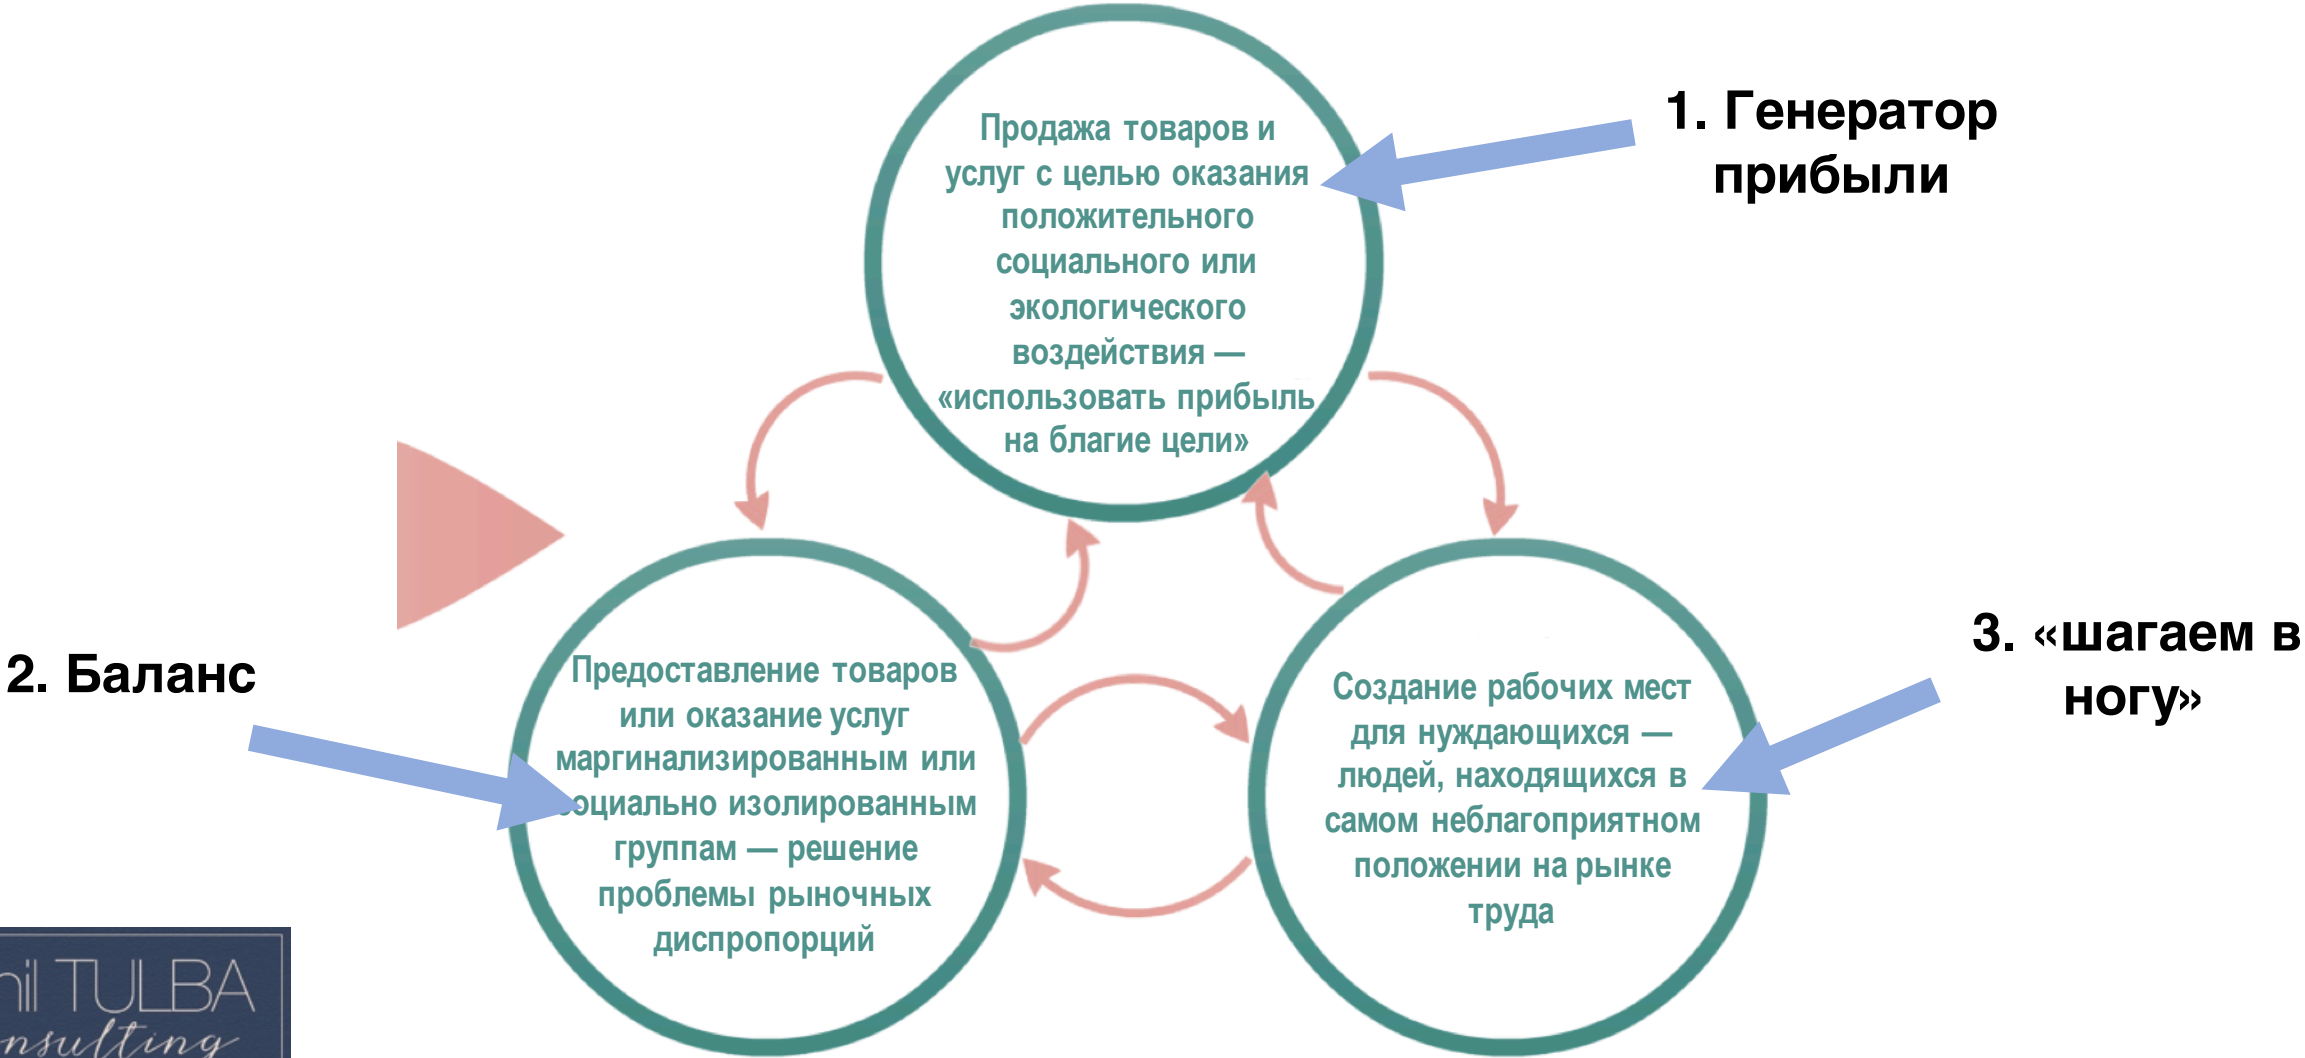 Продажа товаров и
услуг с целью оказания
положительного
социального или
экологического
воздействия —
«использовать прибыль
на благие цели»
1. Генератор
прибыли
2. Баланс
Предоставление товаров
или оказание услуг
маргинализированным или
социально изолированным
группам — решение
проблемы рыночных
диспропорций
Создание рабочих мест
для нуждающихся —
людей, находящихся в
самом неблагоприятном
положении на рынке
труда
3. «шагаем в
ногу»
TULBA